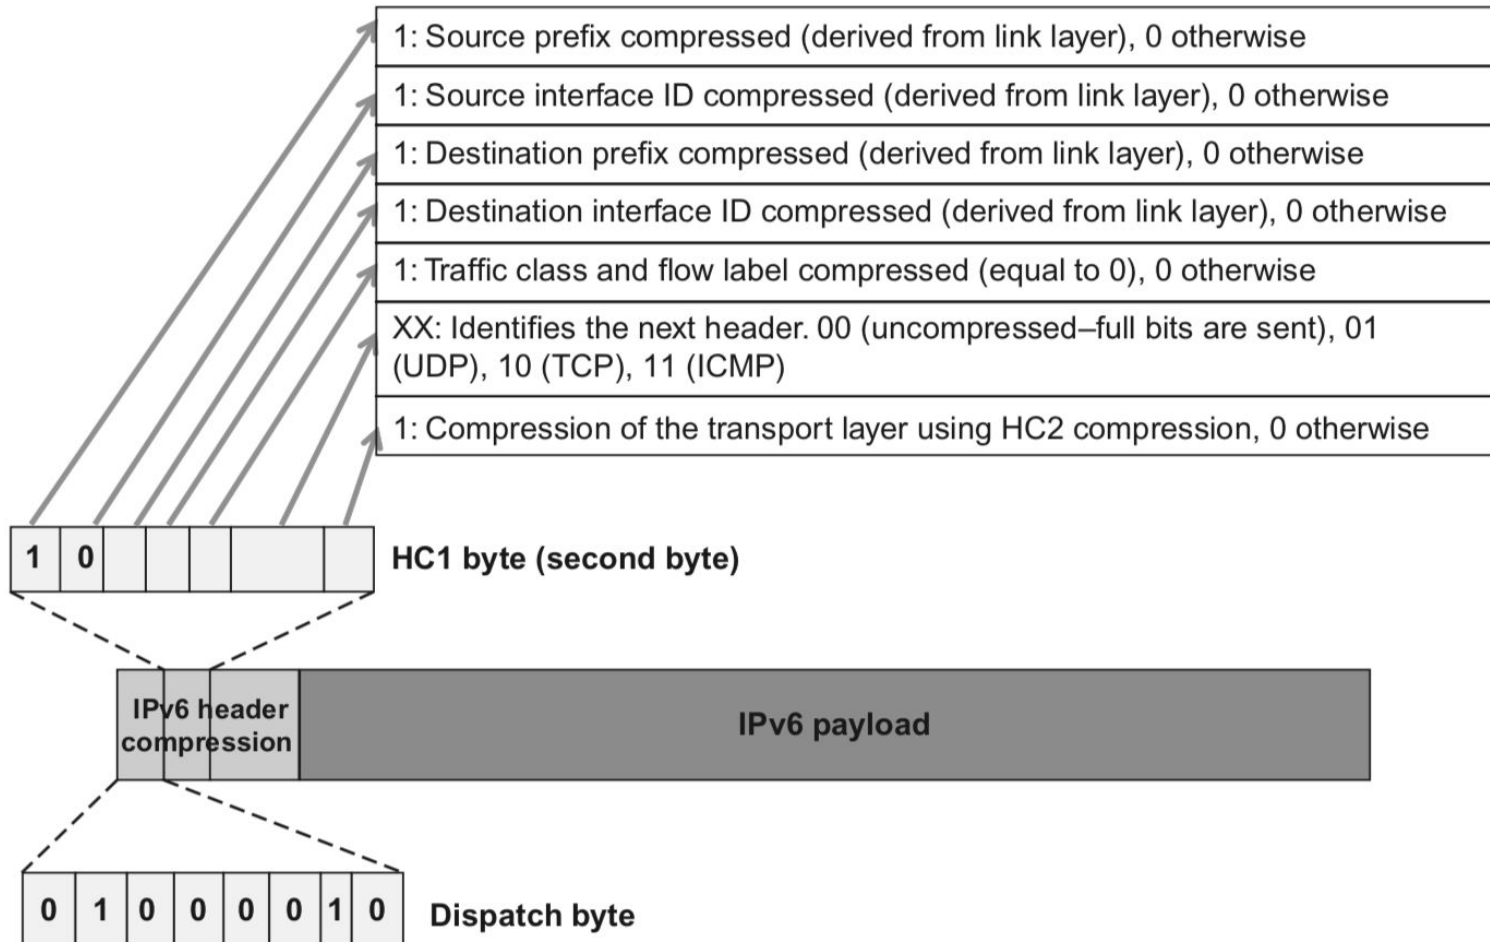 1: Source prefix compressed (derived from link layer), 0 otherwise
1: Source interface ID compressed (derived from link layer), 0 otherwise
1: Destination prefix compressed (derived from link layer), 0 otherwise
1: Destination interface ID compressed (derived from link layer), 0 otherwise
1: Traffic class and flow label compressed (equal to 0), 0 otherwise
XX: Identifies the next header. 00 (uncompressed–full bits are sent), 01
(UDP), 10 (TCP), 11 (ICMP)
1: Compression of the transport layer using HC2 compression, 0 otherwise
1 0 HC1 byte (second byte)
IPv6 header
compression
IPv6 payload
0 1 0 0 0 0 1 0 Dispatch byte